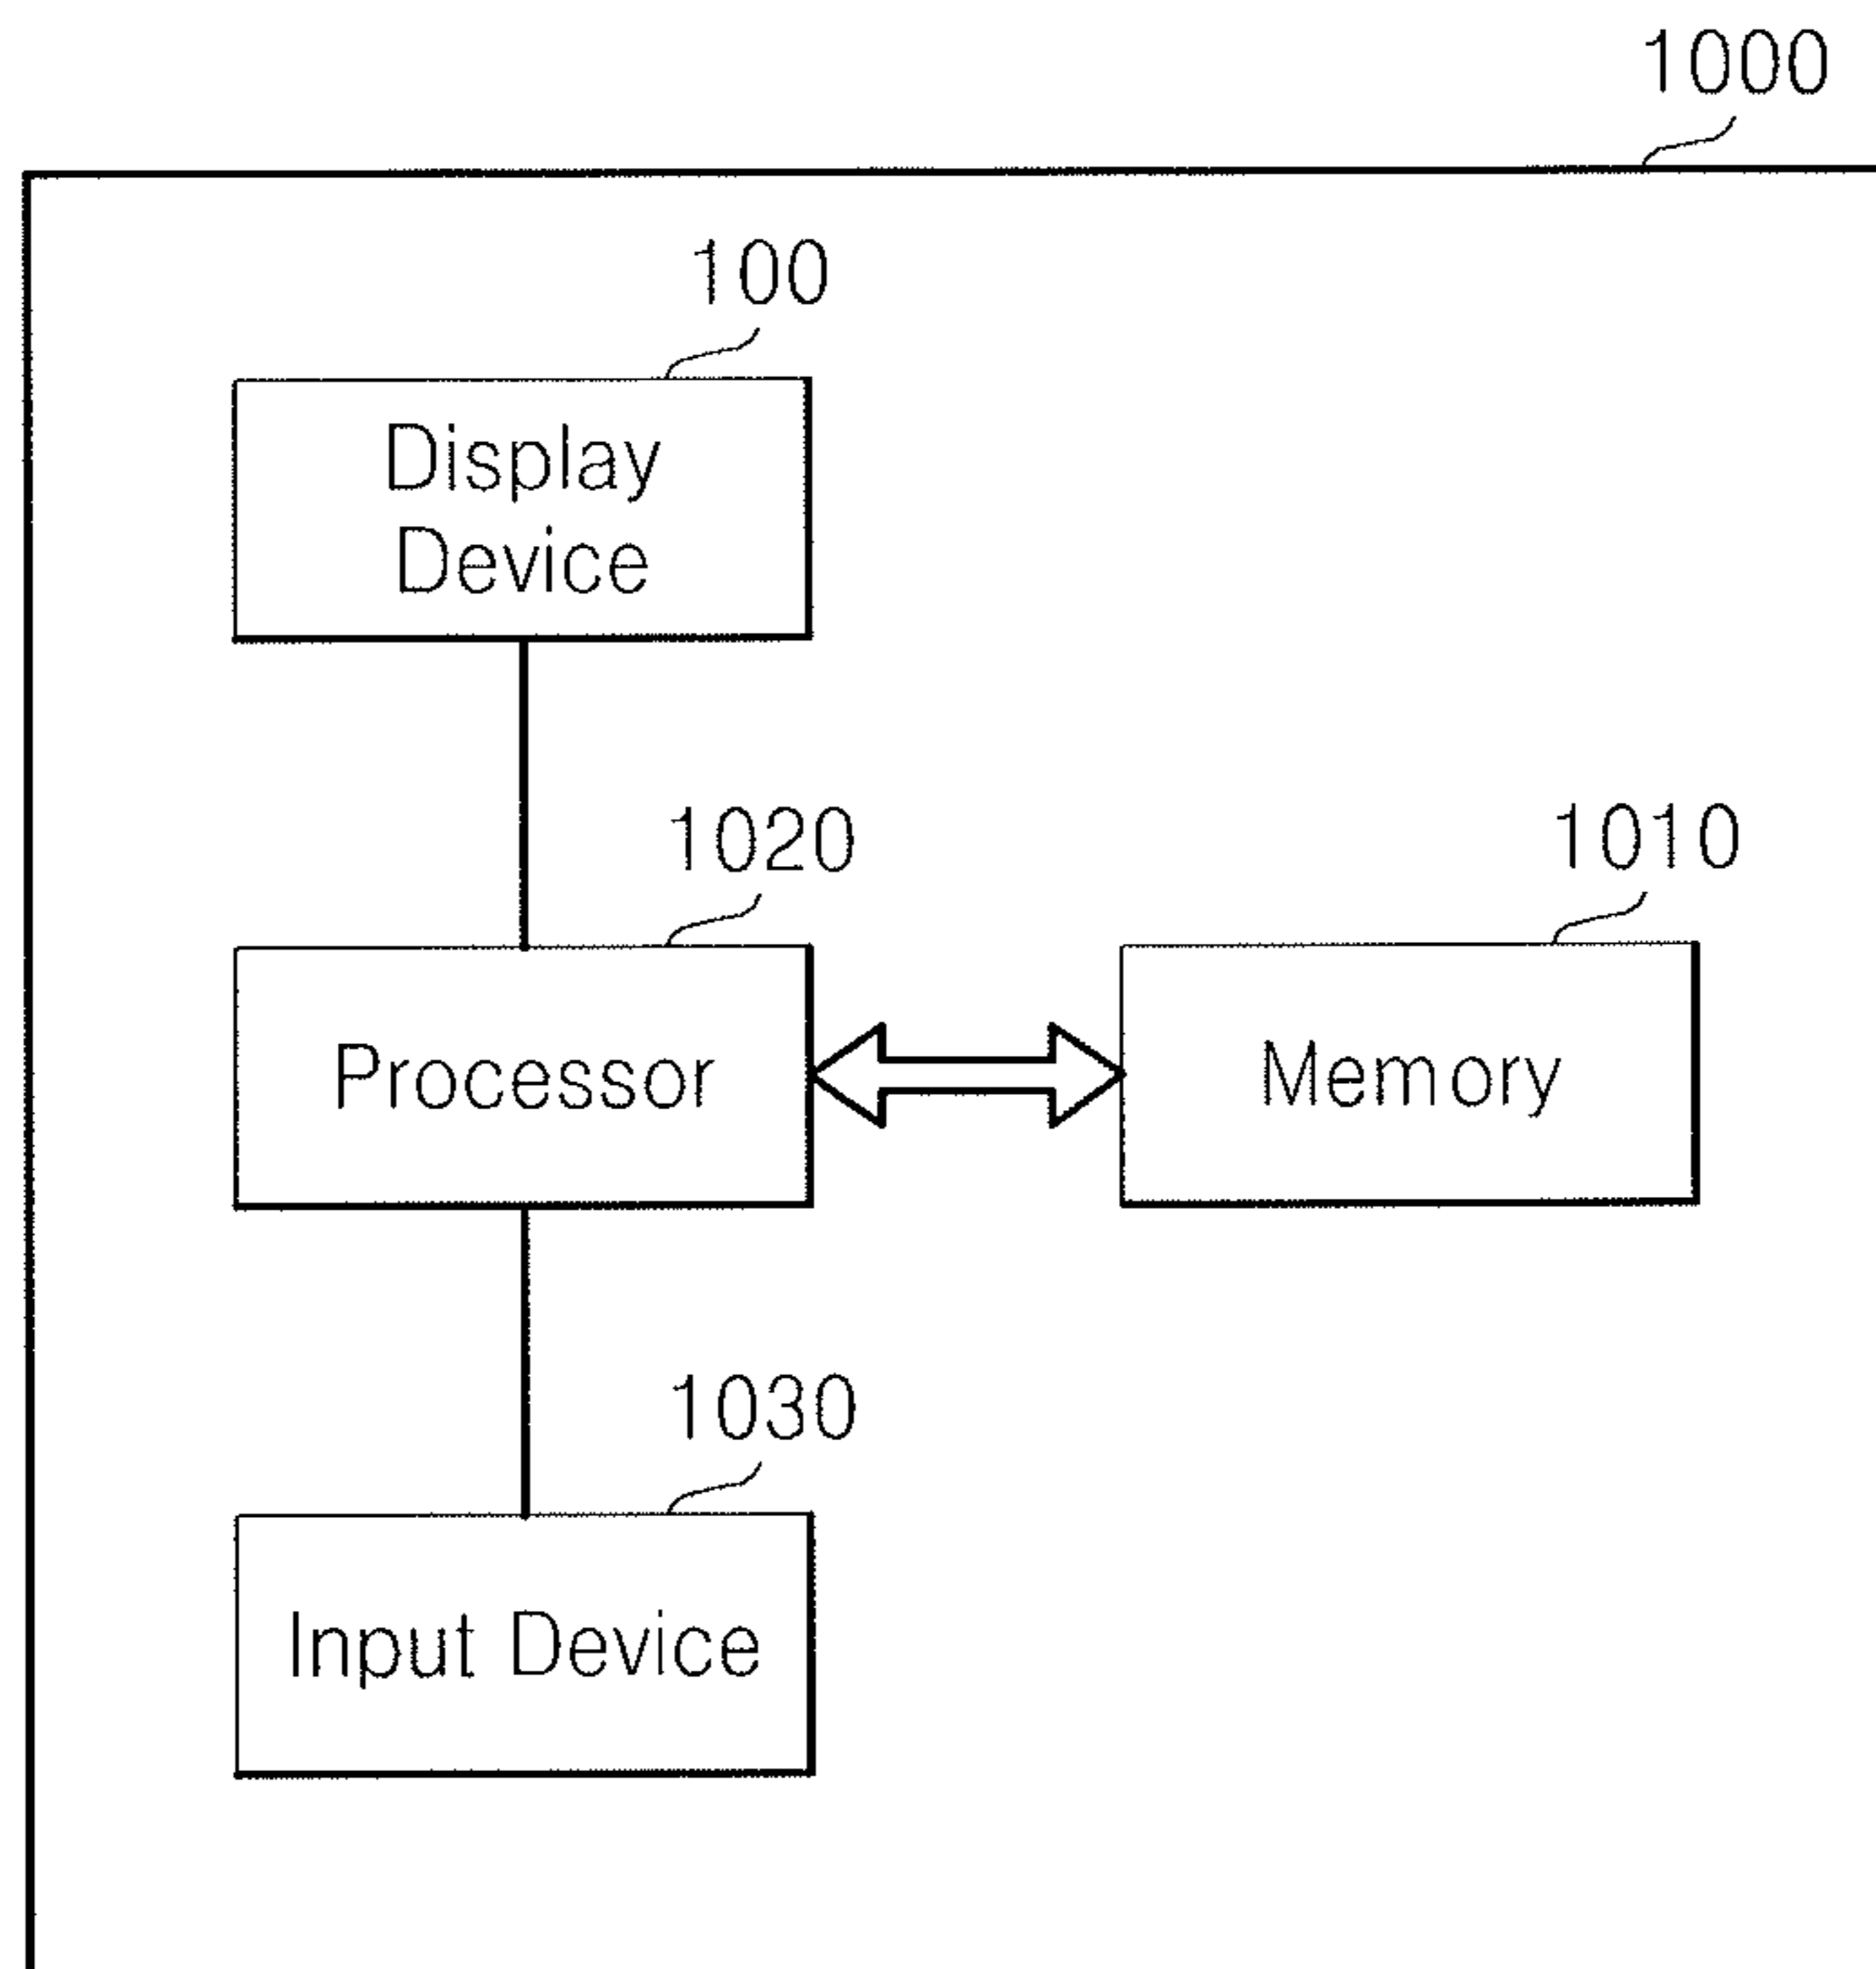 1000
100
Display
Device
1020
1010
Processor
Memory
1030
Input Device